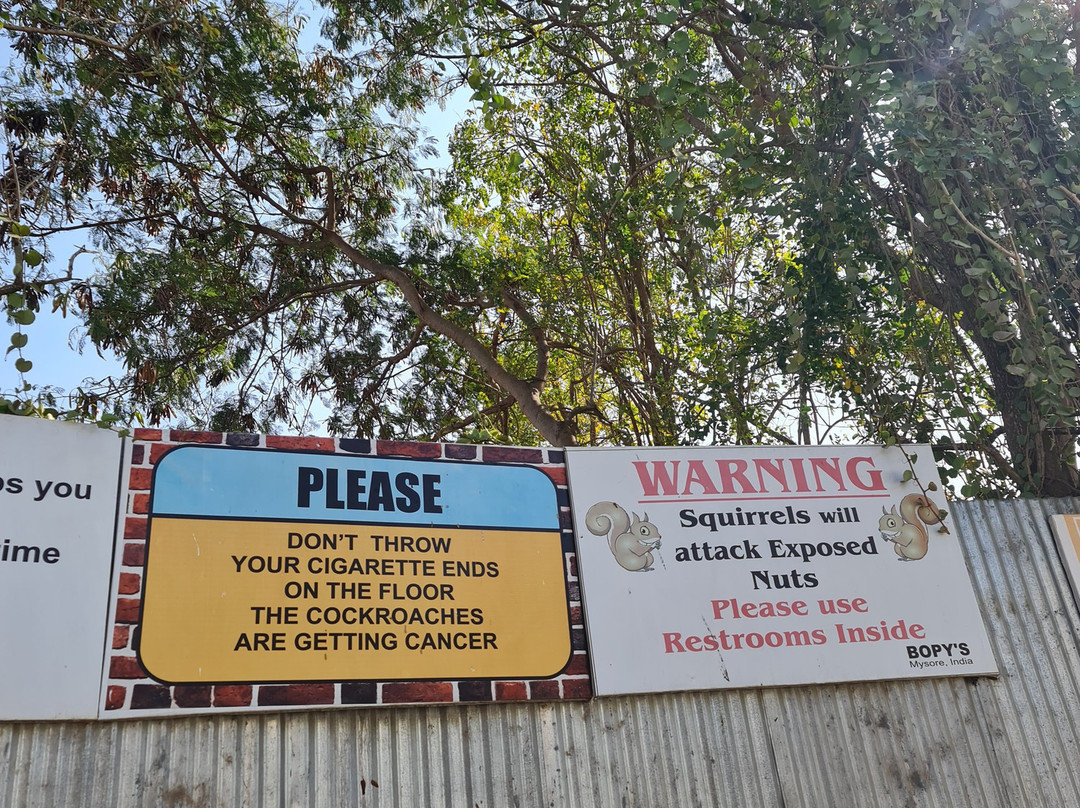 os you
ime
PLEASE
DON'T THROW
YOUR CIGARETTE ENDS
ON THE FLOOR
THE COCKROACHES
ARE GETTING CANCER
WARNING
Squirrels will
attack Exposed
Nuts
Please use
Restrooms Inside
BOPY'S
Mysore, India